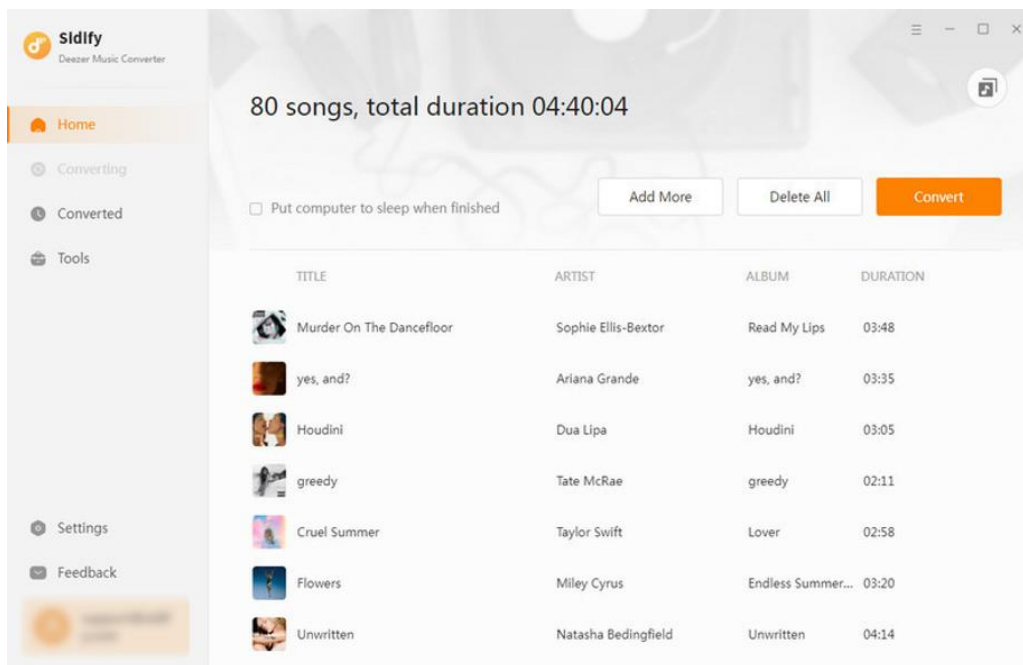 Sidify
Deezer Music Converter
Home
Converting
Converted
Tools
Settings
Feedback
80 songs, total duration 04:40:04
Put computer to sleep when finished
Add More
Delete All
Convert
TITLE ARTIST ALBUM DURATION
Murder On The Dancefloor Sophie Ellis-Bextor Read My Lips 03:48
yes, and? Ariana Grande yes, and? 03:35
Houdini Dua Lipa Houdini 03:05
greedy Tate McRae greedy 02:11
Cruel Summer Taylor Swift Lover 02:58
Flowers Miley Cyrus Endless Summer... 03:20
Unwritten Natasha Bedingfield Unwritten 04:14